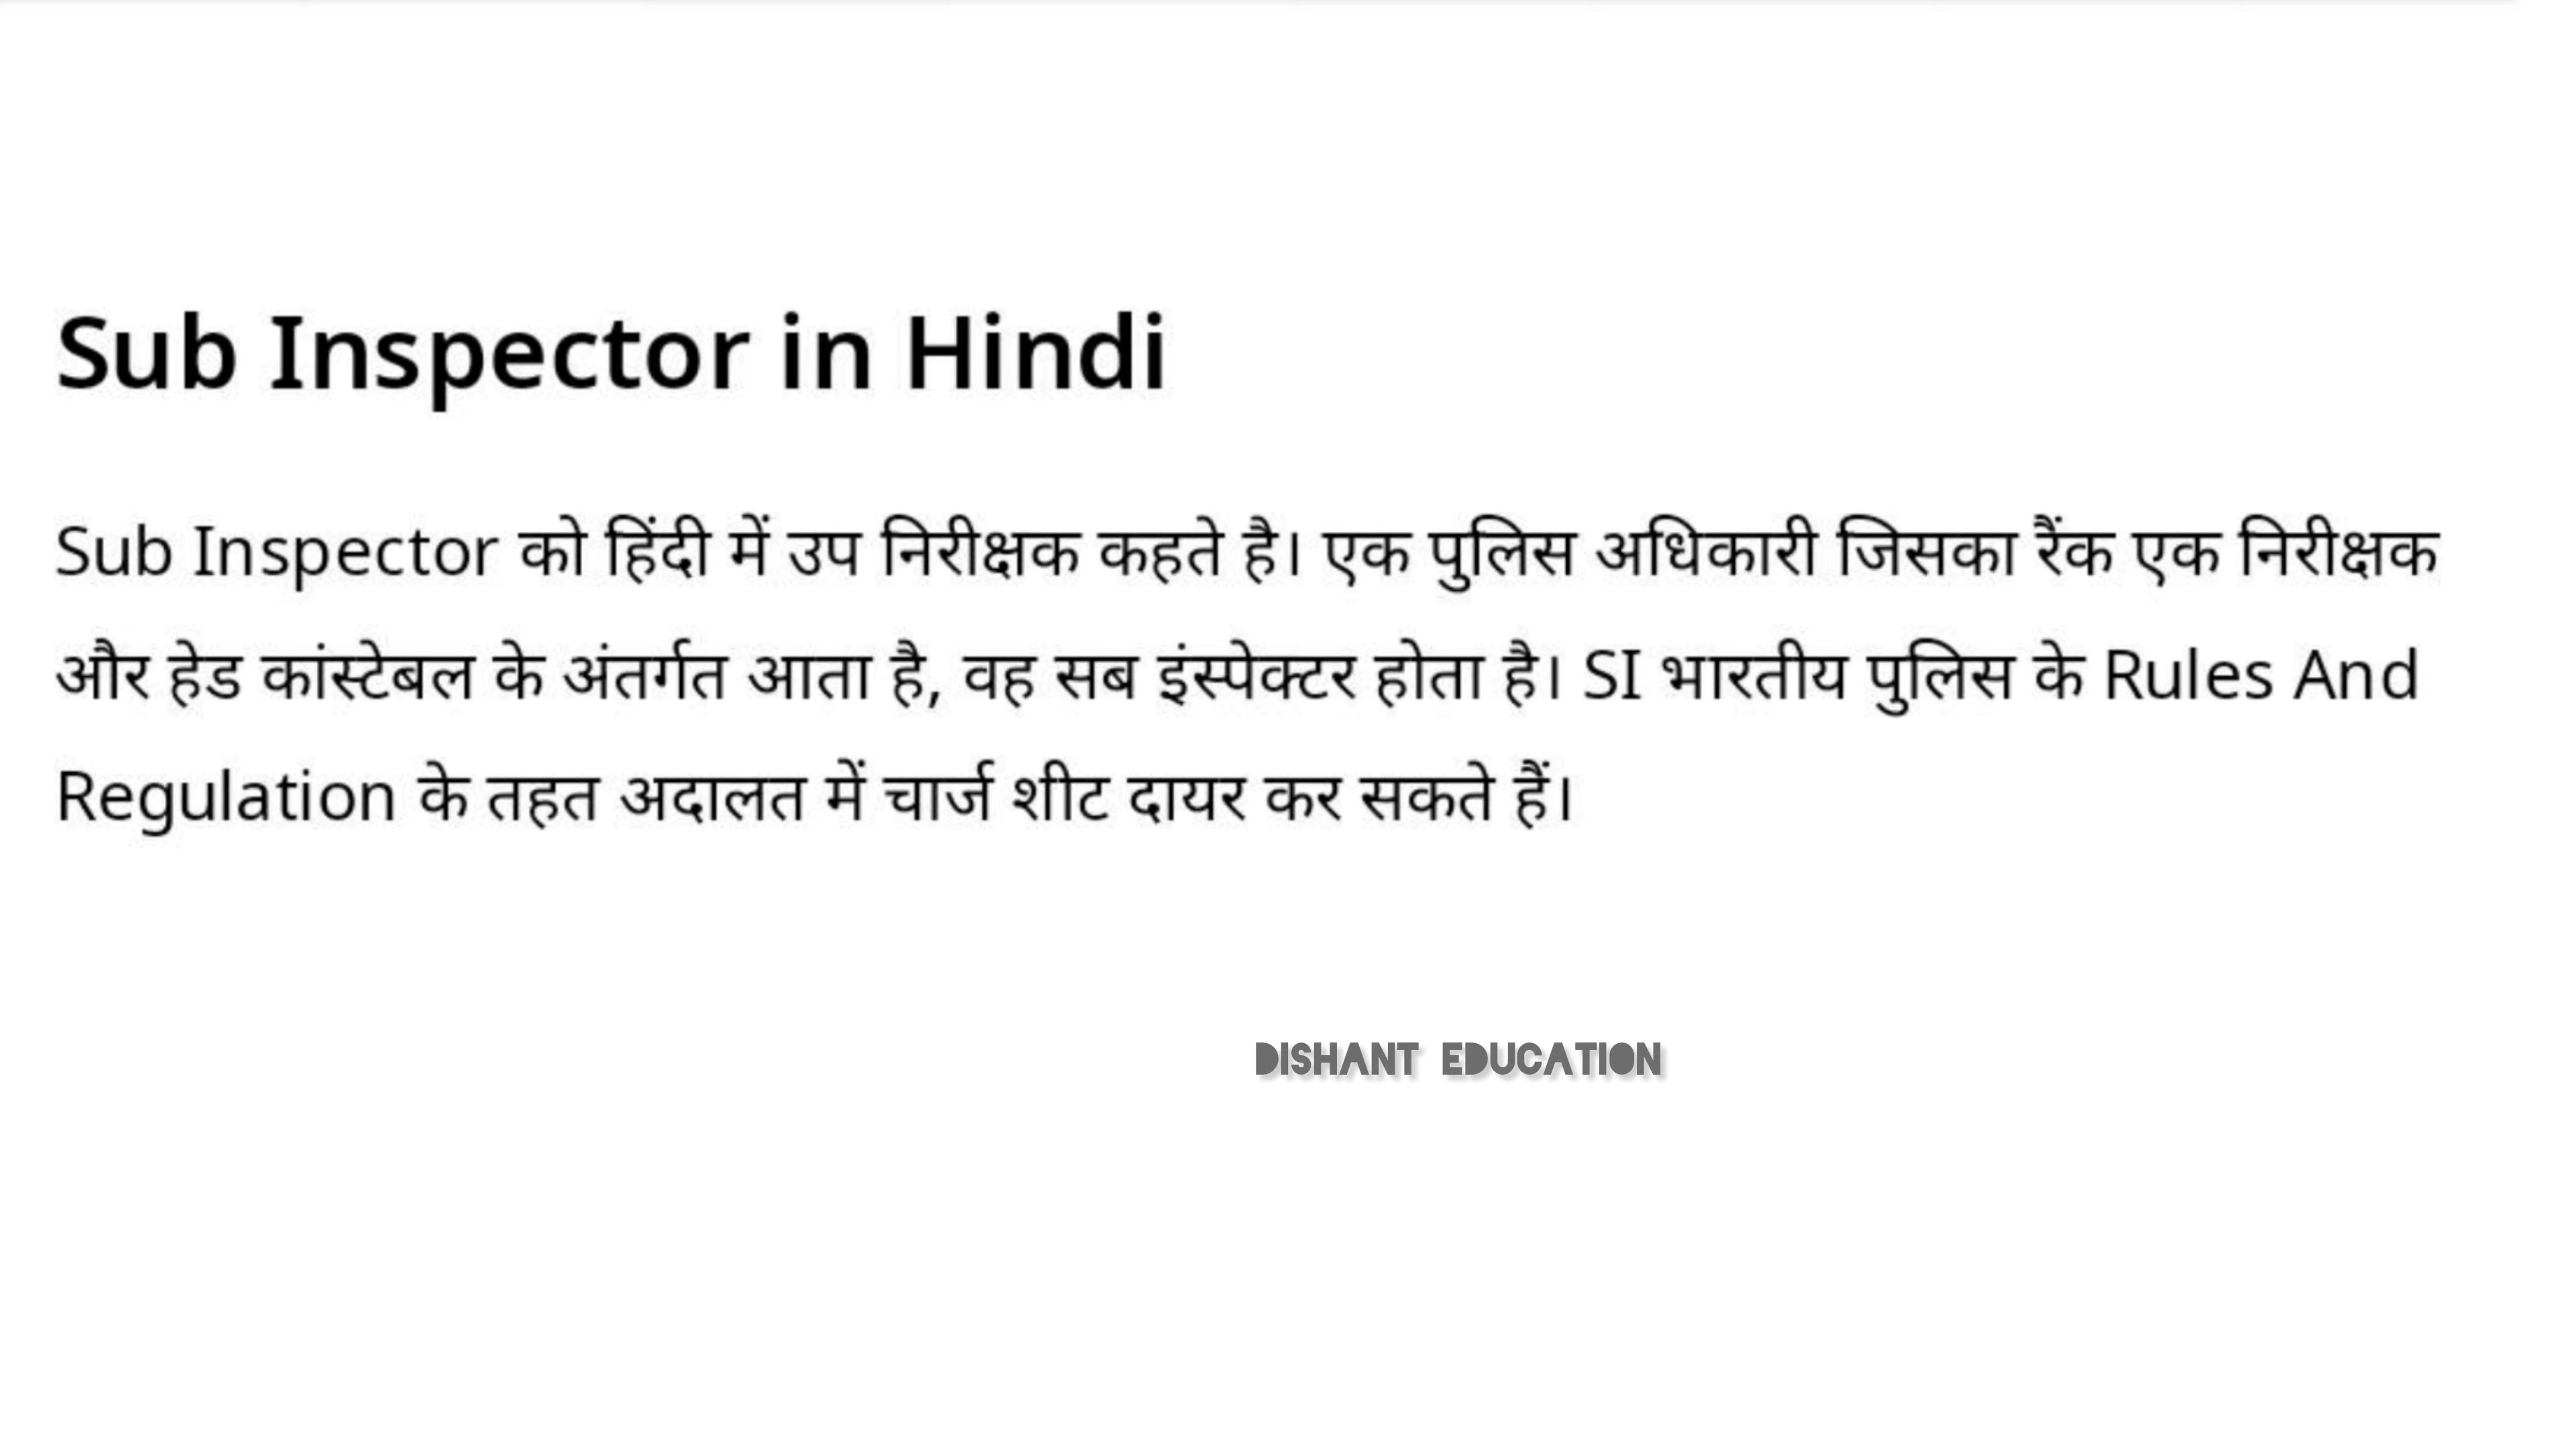 Sub Inspector in Hindi
Sub Inspector को हिंदी में उप निरीक्षक कहते है। एक पुलिस अधिकारी जिसका रैंक एक निरीक्षक
और हेड कांस्टेबल के अंतर्गत आता है, वह सब इंस्पेक्टर होता है। SI भारतीय पुलिस के Rules And
Regulation के तहत अदालत में चार्ज शीट दायर कर सकते हैं।
DISHANT EDUCATION